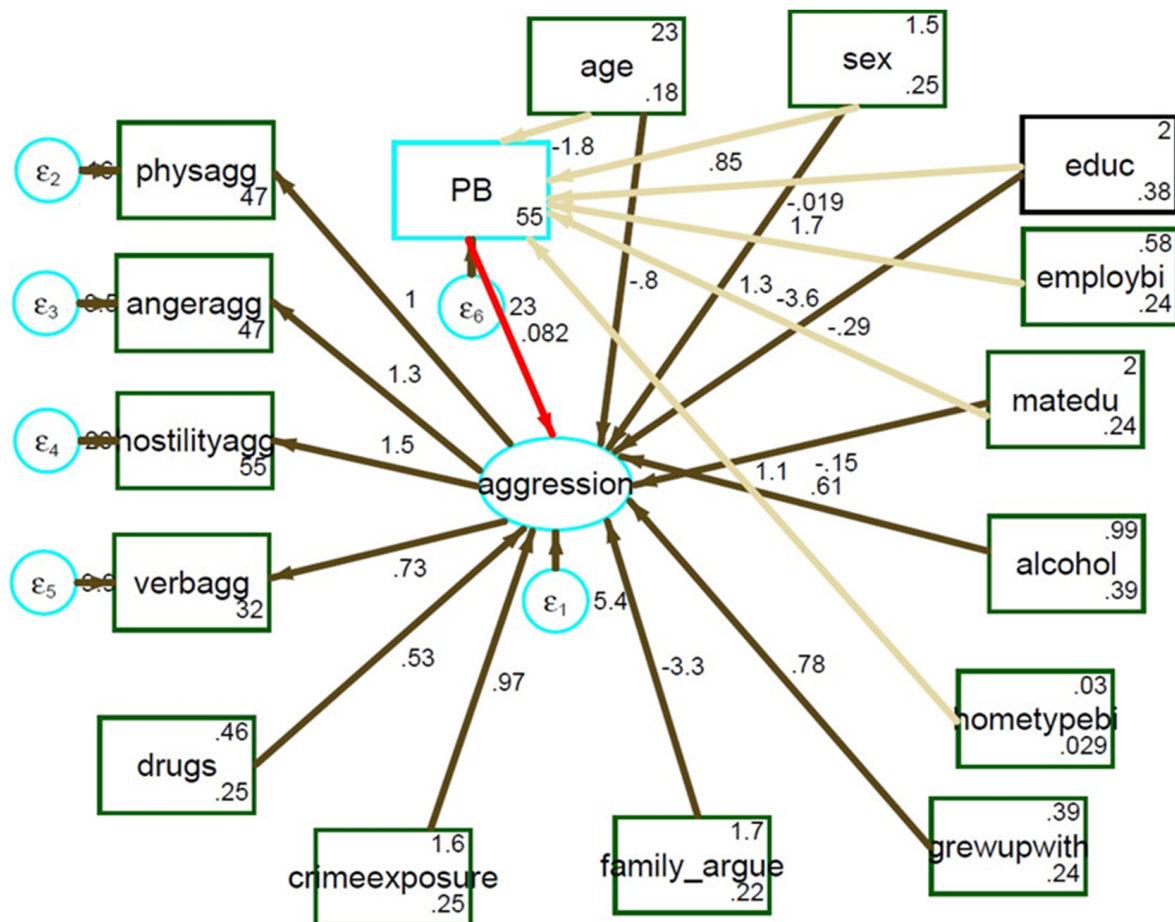 23
age
.18
1.5
sex
.25
ε2
physagg
47
PB
55
-1.8
.85
2
educ
.38
-.019
1.7
.58
employbi
.24
ε3
angeragg
47
1
ε6
23
.082
-.8
1.3
-3.6
-.29
1.3
2
matedu
.24
ε4
hostilityagg
55
1.5
aggression
1.1
-.15
.61
.99
alcohol
.39
ε5
verbagg
32
.73
ε1
5.4
.53
.97
-3.3
.78
.03
hometypebi
.029
.46
drugs
.25
1.6
crimeexposure
.25
1.7
family_argue
.22
.39
grewupwith
.24